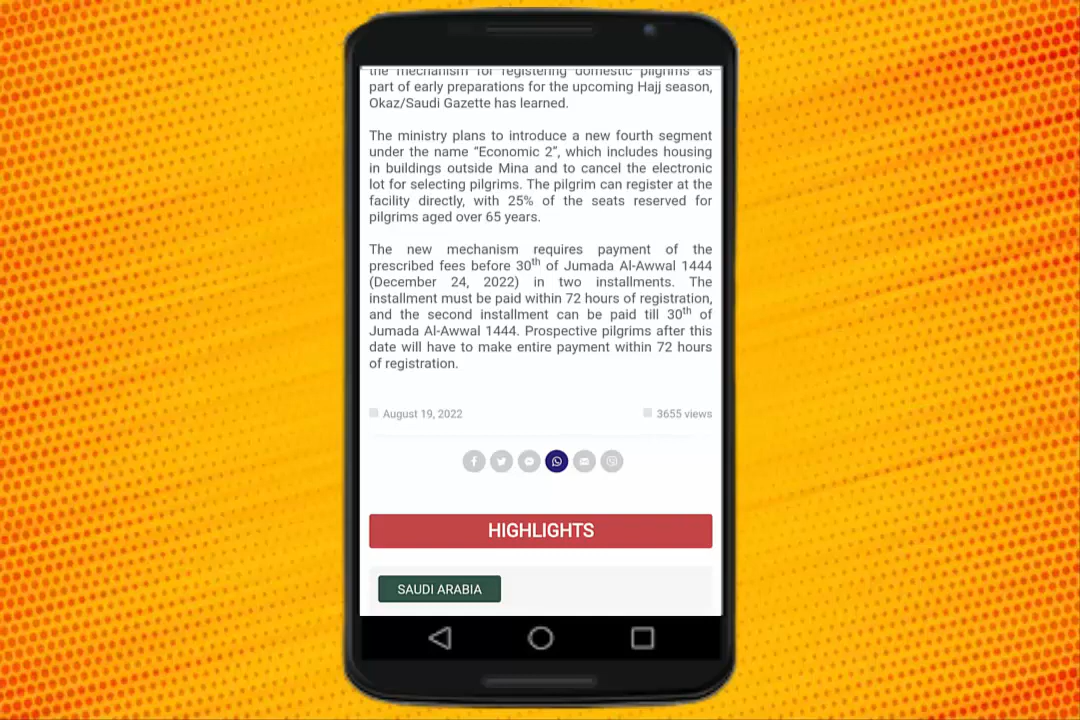 the mechanism for registering domestic pilgrims as
part of early preparations for the upcoming Hajj season,
Okaz/Saudi Gazette has learned.
The ministry plans to introduce a new fourth segment
under the name “Economic 2”, which includes housing
in buildings outside Mina and to cancel the electronic
lot for selecting pilgrims. The pilgrim can register at the
facility directly, with 25% of the seats reserved for
pilgrims aged over 65 years.
The new mechanism requires payment of the
prescribed fees before 30th of Jumada Al-Awwal 1444
(December 24, 2022) in two installments. The
installment must be paid within 72 hours of registration,
and the second installment can be paid till 30th of
Jumada Al-Awwal 1444. Prospective pilgrims after this
date will have to make entire payment within 72 hours
of registration.
August 19, 2022 3655 views
HIGHLIGHTS
SAUDI ARABIA